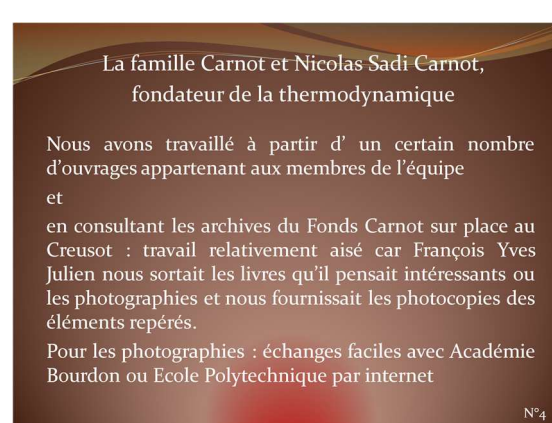 La famille Carnot et Nicolas Sadi Carnot,
fondateur de la thermodynamique
Nous avons travaillé à partir d’ un certain nombre
d’ouvrages appartenant aux membres de l’équipe
et
en consultant les archives du Fonds Carnot sur place au
Creusot : travail relativement aisé car François Yves
Julien nous sortait les livres qu’il pensait intéressants ou
les photographies et nous fournissait les photocopies des
éléments repérés.
Pour les photographies : échanges faciles avec Académie
Bourdon ou Ecole Polytechnique par internet
N°4